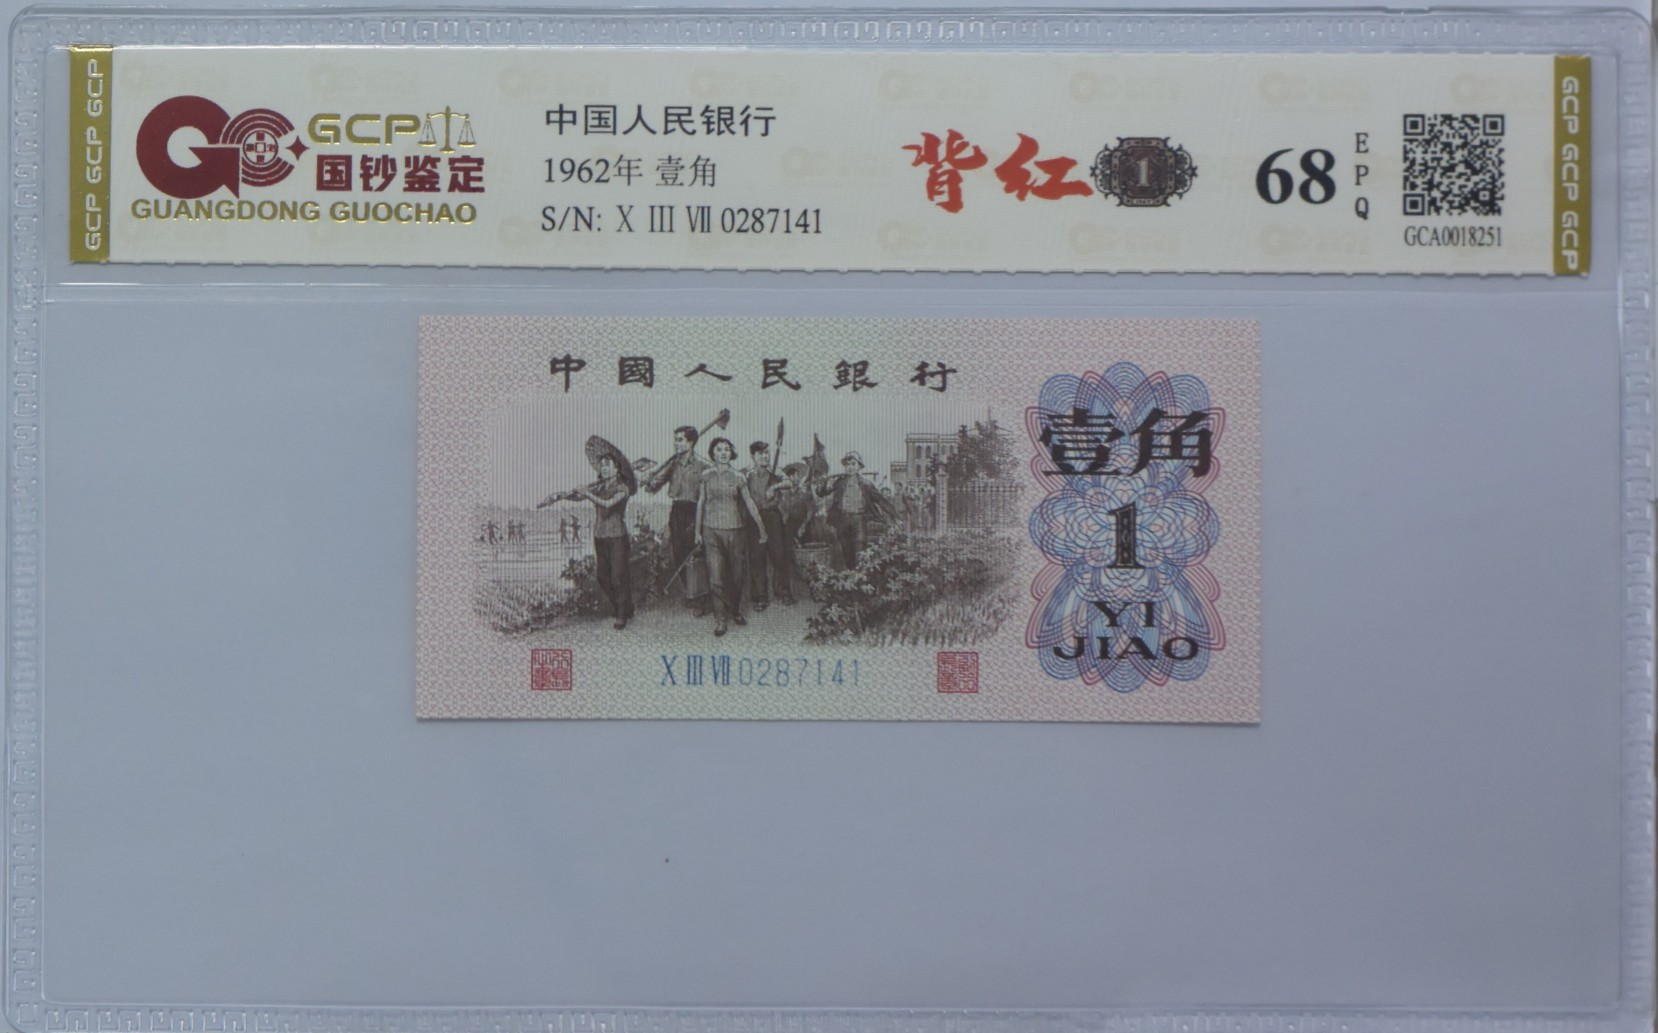 GCP GCP GCP
GCP
国钞鉴定
GUANGDONG GUOCHAO
中国人民银行
1962年 壹角
S/N: X III VII 0287141
背红
1
68
EPQ
GCA0018251
GCP GCP GCP
中國人民銀行
壹角
1
YI
JIAO
X III VII 0287141